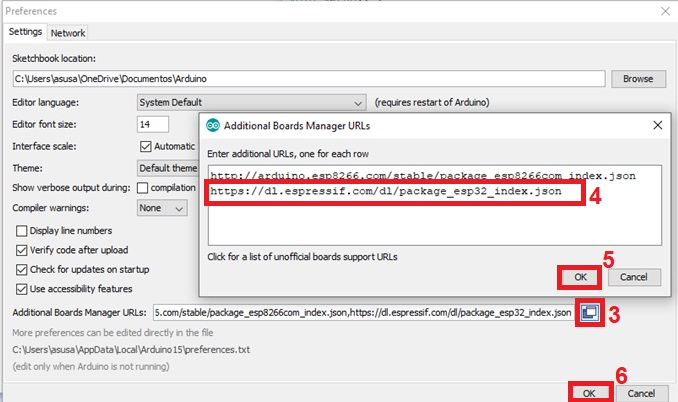 Preferences
Settings Network
Sketchbook location:
C:\Users\asusa\OneDrive\Documentos\Arduino Browse
Editor language: System Default (requires restart of Arduino)
Editor font size: 14
Interface scale: Automatic
Theme: Default theme
Show verbose output during: compilation
Compiler warnings: None
Display line numbers
Verify code after upload
Check for updates on startup
Use accessibility features
Additional Boards Manager URLs: 5.com/stable/package_esp8266com_index.json,https://dl.espressif.com/dl/package_esp32_index.json 3
More preferences can be edited directly in the file
C:\Users\asusa\AppData\Local\Arduino15\preferences.txt
(edit only when Arduino is not running)
OK 6 Cancel
Additional Boards Manager URLs
Enter additional URLs, one for each row
http://arduino.esp8266.com/stable/package_esp8266com_index.json
https://dl.espressif.com/dl/package_esp32_index.json 4
Click for a list of unofficial boards support URLs
OK 5 Cancel